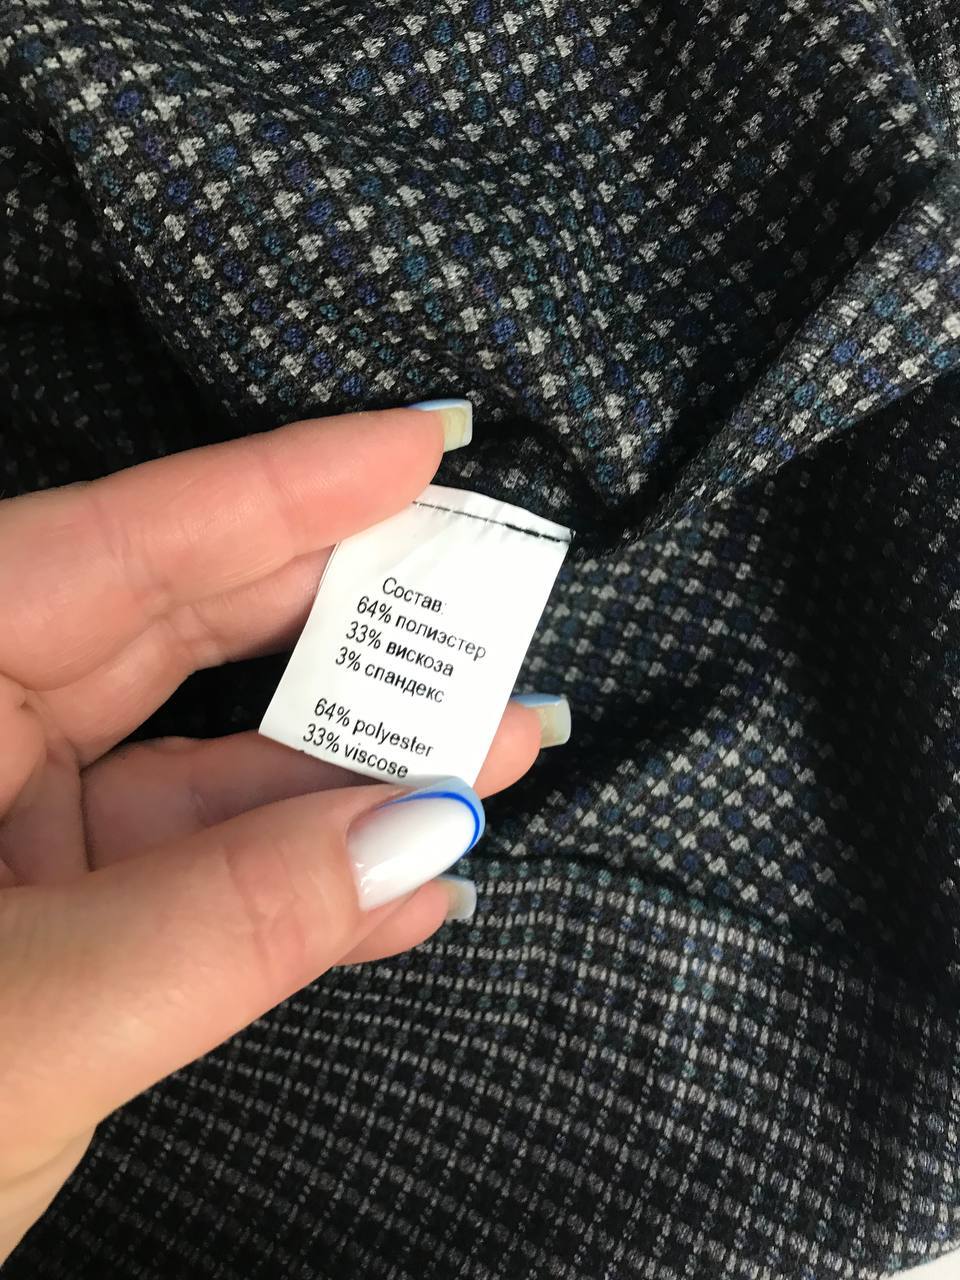 Состав:
64% полиэстер
33% вискоза
3% спандекс
64% polyester
33% viscose